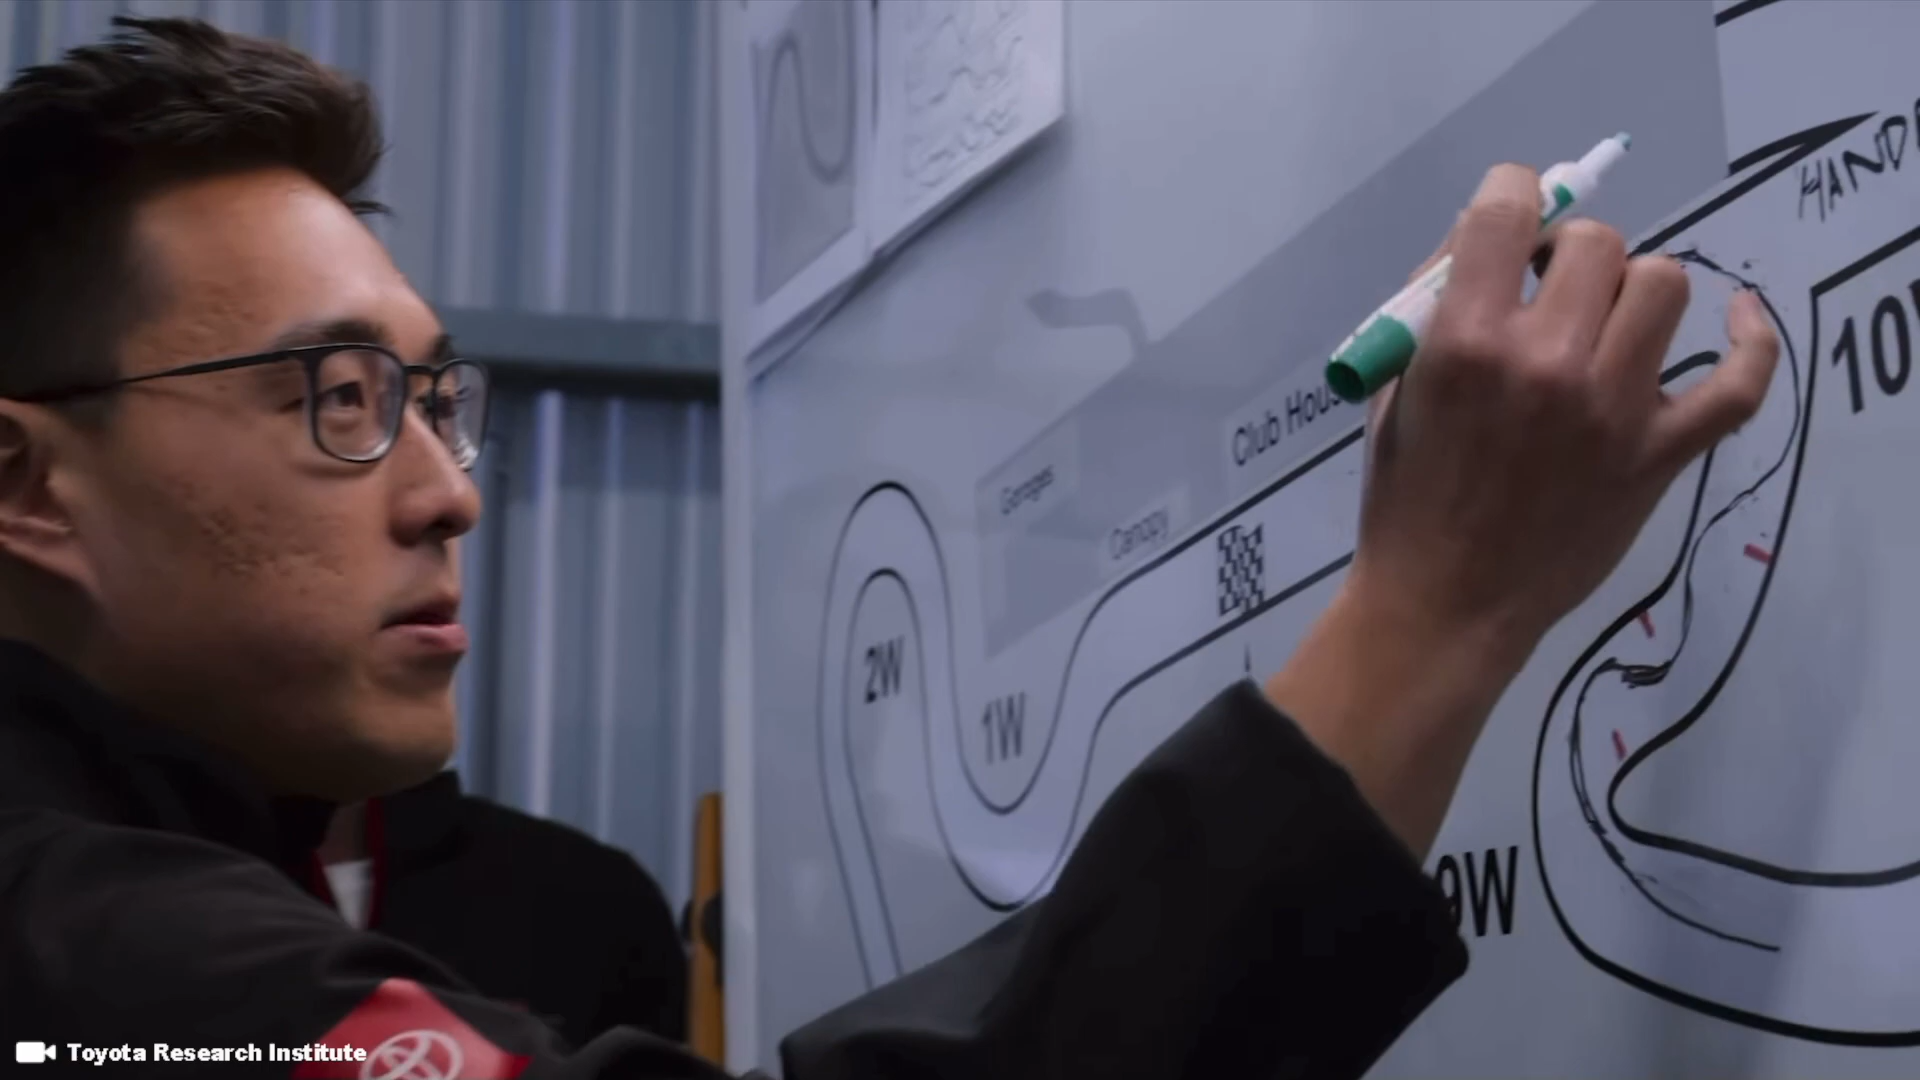 HAND
10
Club Hous
Garages
Canopy
2W
1W
9W
Toyota Research Institute